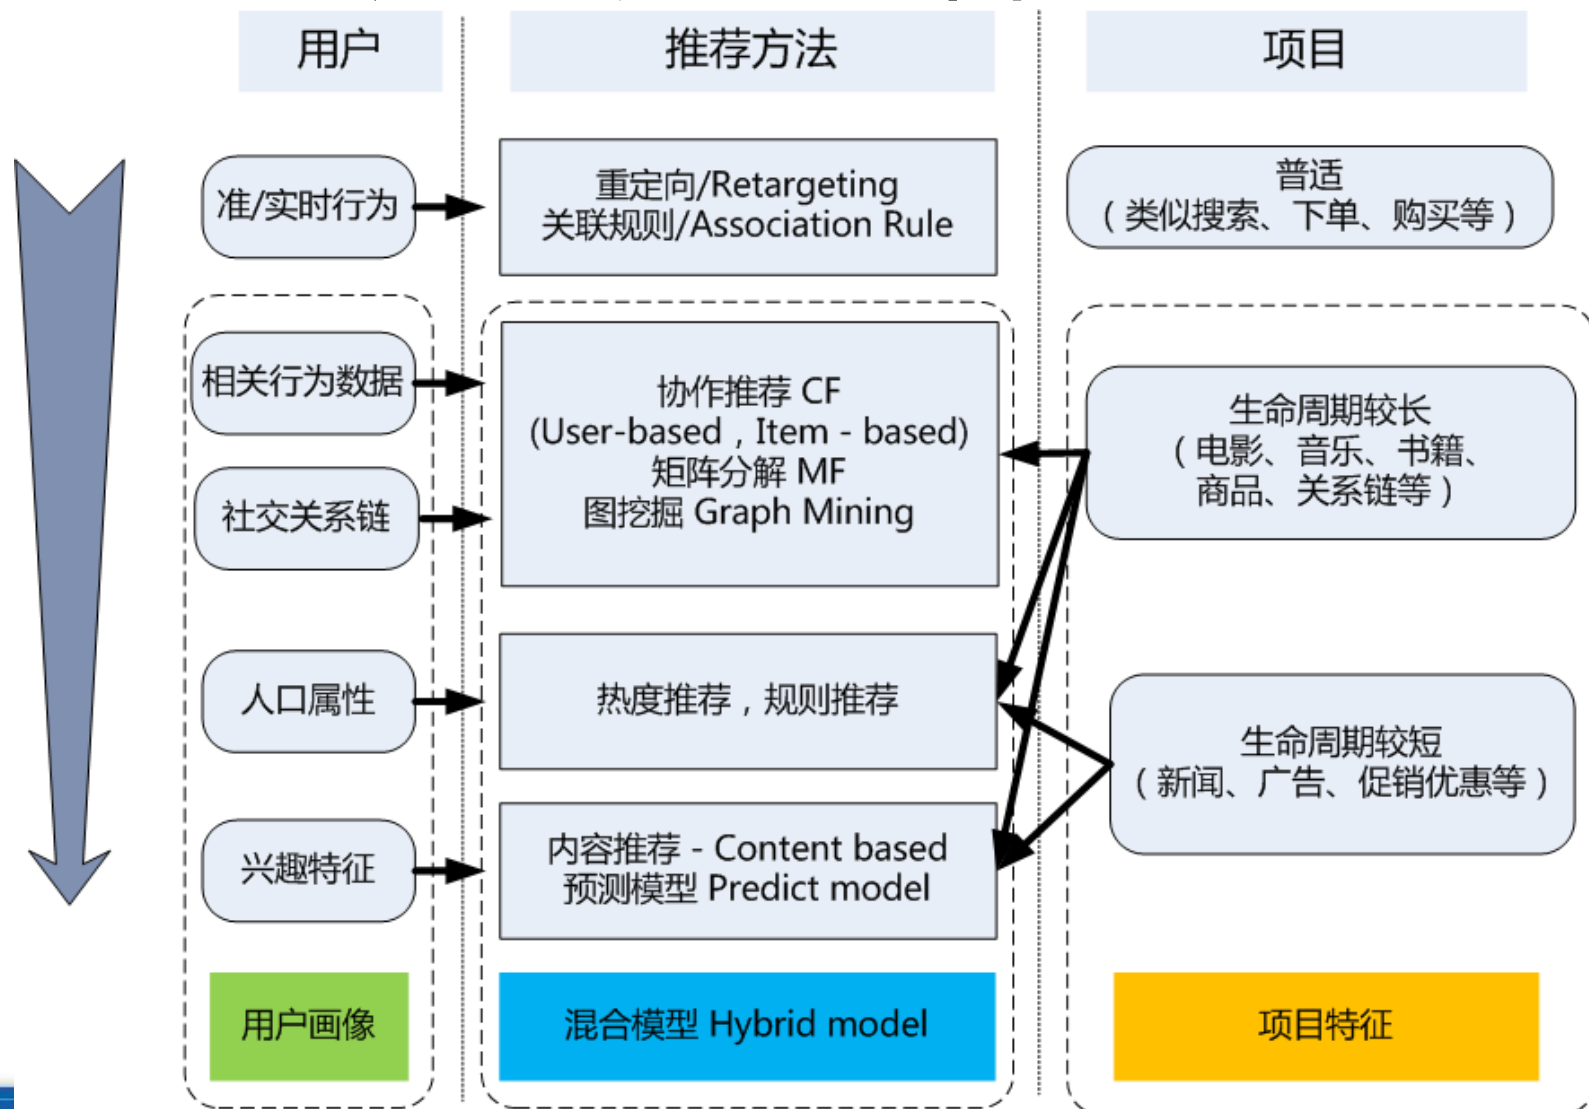 用户
推荐方法
项目
准/实时行为
重定向/Retargeting
关联规则/Association Rule
普适
（类似搜索、下单、购买等）
相关行为数据
社交关系链
协作推荐 CF
(User-based , Item - based)
矩阵分解 MF
图挖掘 Graph Mining
生命周期较长
（电影、音乐、书籍、
商品、关系链等）
人口属性
热度推荐，规则推荐
生命周期较短
（新闻、广告、促销优惠等）
兴趣特征
内容推荐 - Content based
预测模型 Predict model
用户画像
混合模型 Hybrid model
项目特征